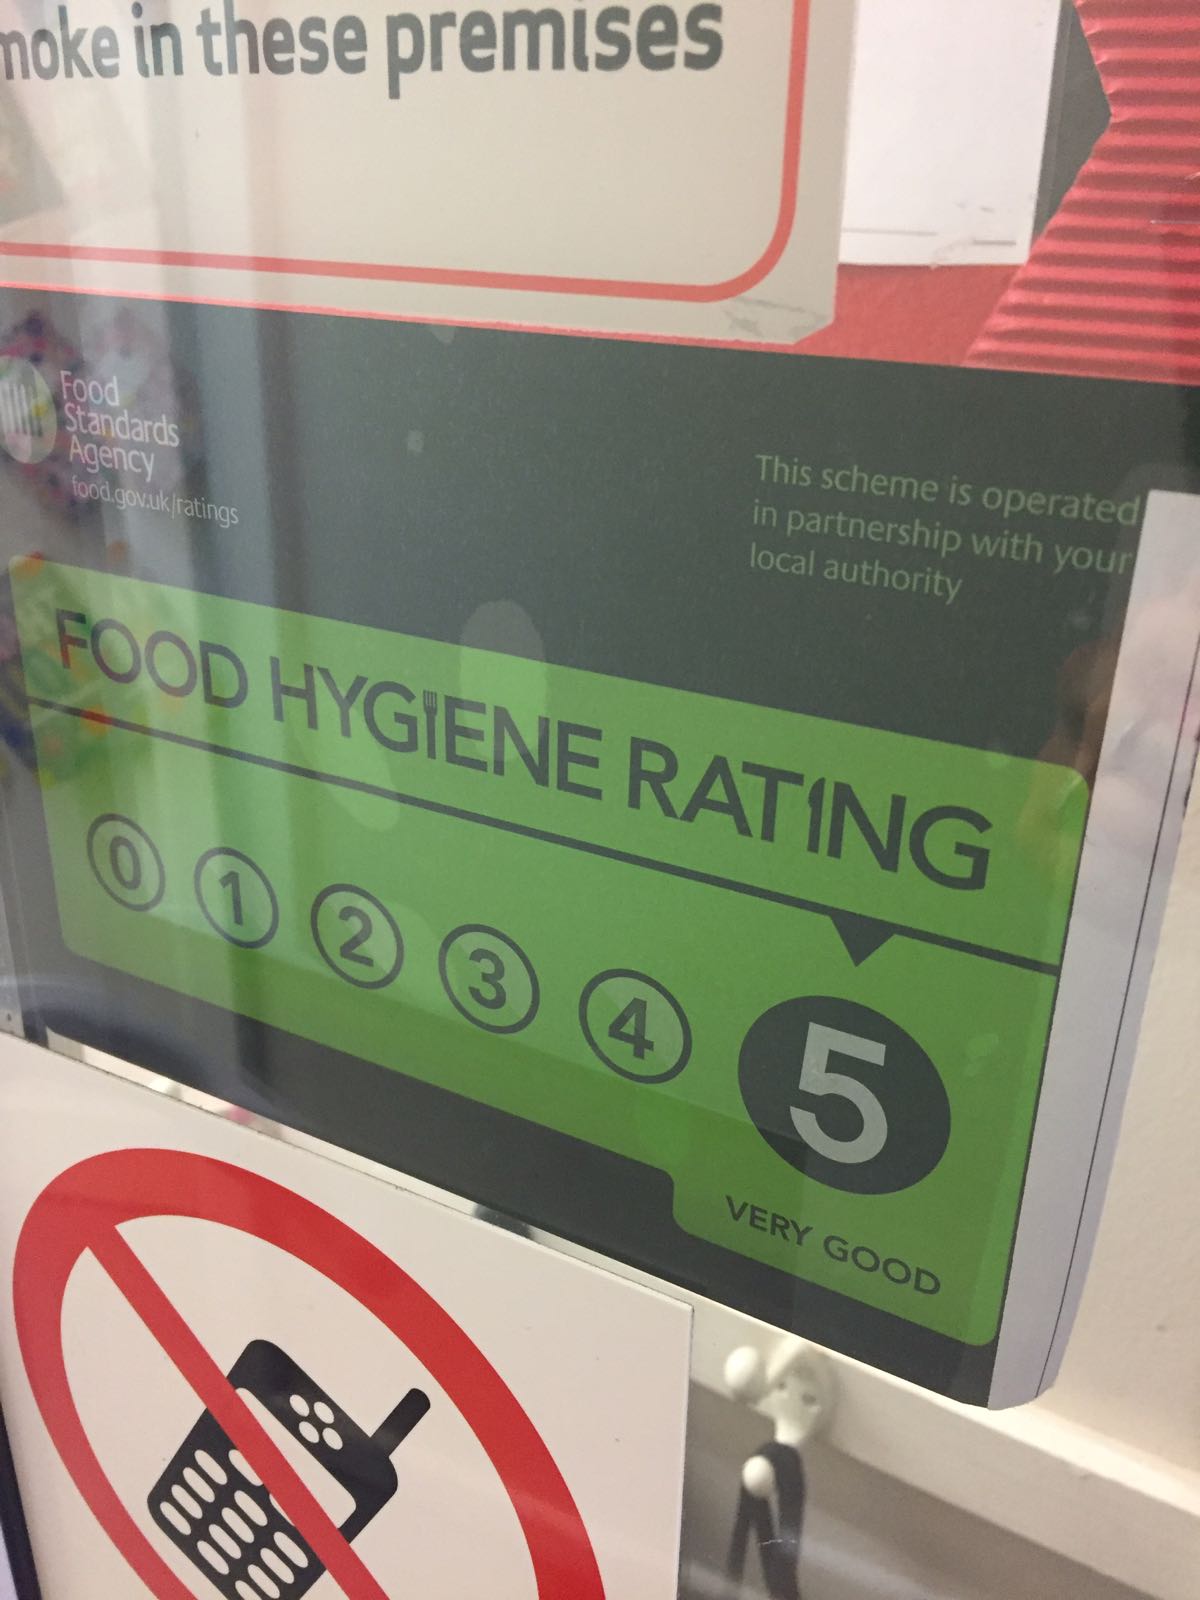 in these premises
Food
Standards
Agency
food.gov.uk/ratings
This scheme is operated
in partnership with your
local authority
FOOD HYGIENE RATING
0 1 2 3 4 5
VERY GOOD